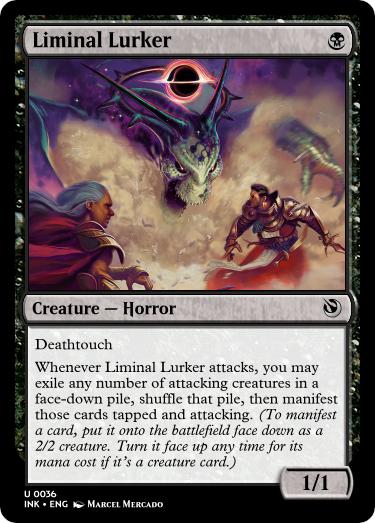 Liminal Lurker
Creature — Horror
Deathtouch
Whenever Liminal Lurker attacks, you may
exile any number of attacking creatures in a
face-down pile, shuffle that pile, then manifest
those cards tapped and attacking. (To manifest
a card, put it onto the battlefield face down as a
2/2 creature. Turn it face up any time for its
mana cost if it's a creature card.)
1/1
U 0036
INK • ENG Marcel Mercado